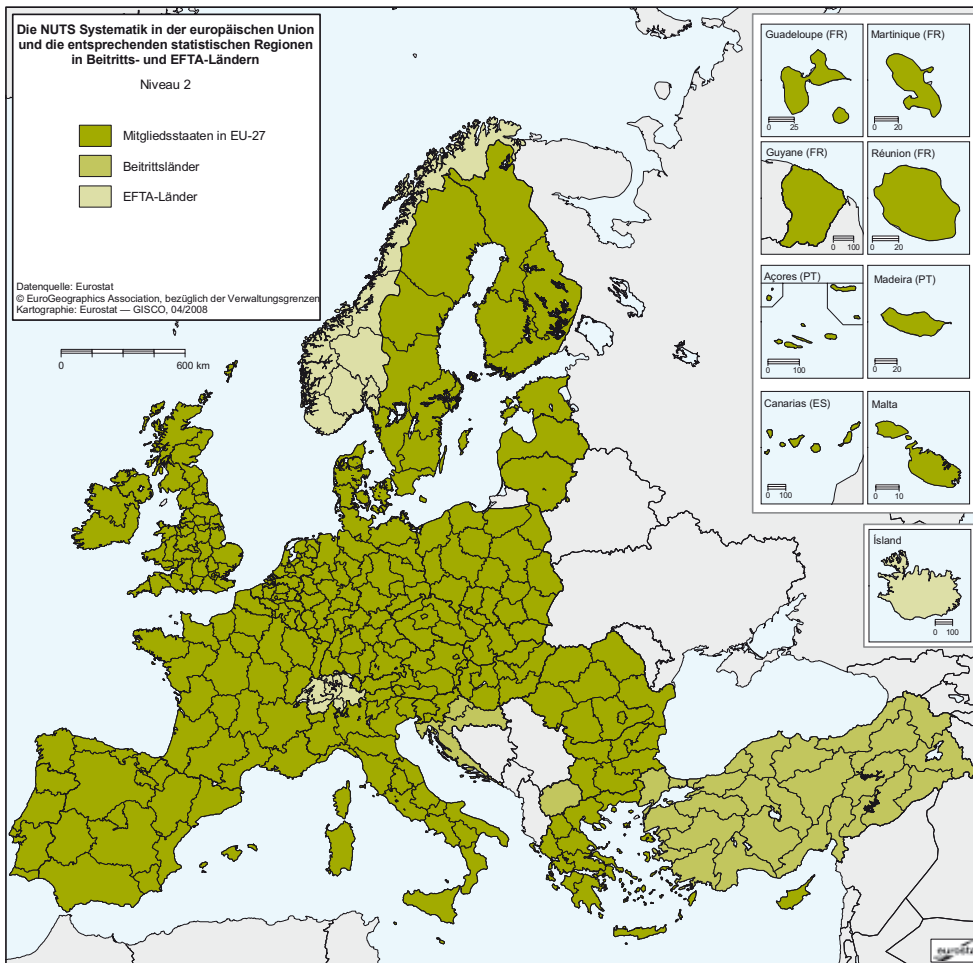 Die NUTS Systematik in der europäischen Union
und die entsprechenden statistischen Regionen
in Beitritts- und EFTA-Ländern
Niveau 2
Mitgliedsstaaten in EU-27
Beitrittsländer
EFTA-Länder
Datenquelle: Eurostat
© EuroGeographics Association, bezüglich der Verwaltungsgrenzen
Kartographie: Eurostat — GISCO, 04/2008
0 600 km
Guadeloupe (FR)
0 25
Martinique (FR)
0 20
Guyane (FR)
0 100
Réunion (FR)
0 20
Açores (PT)
0 100
Madeira (PT)
0 20
Canarias (ES)
0 100
Malta
0 10
Ísland
0 100
eurostat